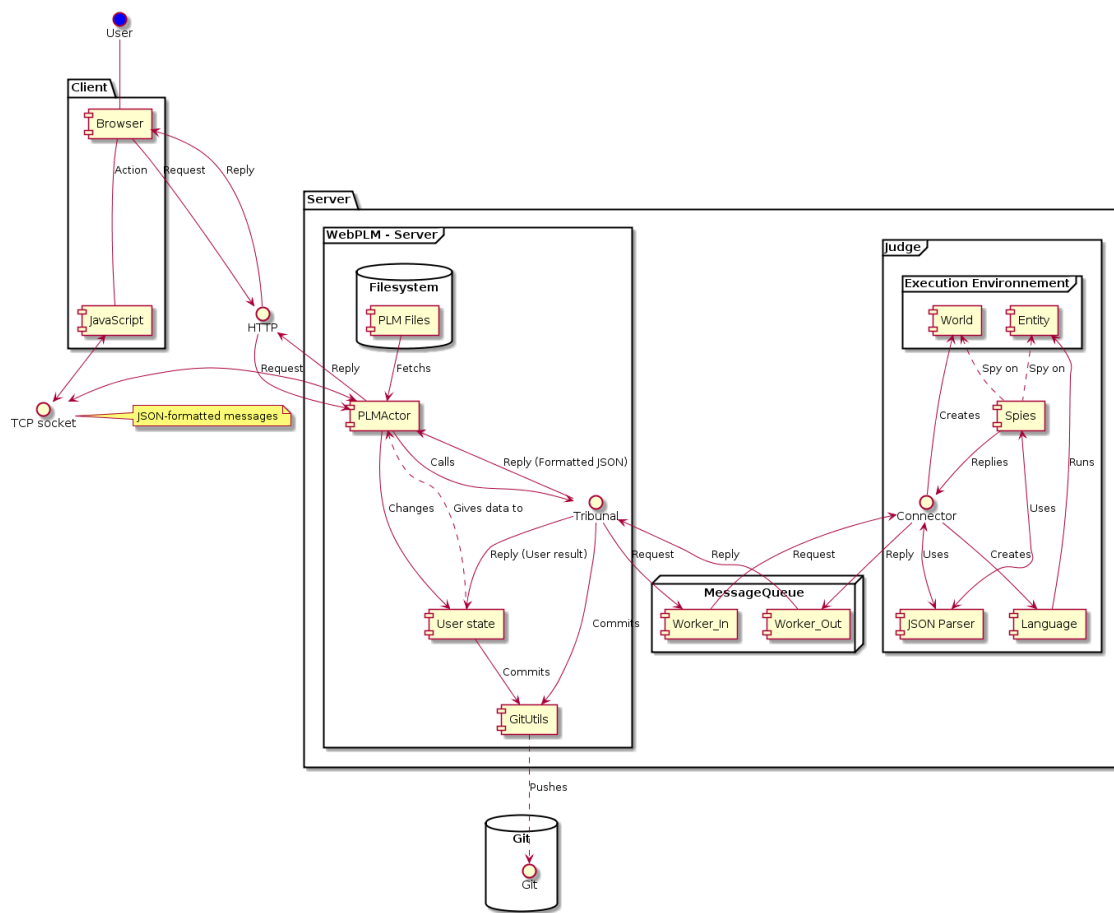 User
Client
Browser
Action
Request
Reply
Server
WebPLM - Server
Judge
Filesystem
Execution Environnement
PLM Files
World
Entity
JavaScript
HTTP
Request
Reply
Fetchs
Spy on
Spy on
TCP socket
JSON-formatted messages
PLMActor
Spies
Creates
Calls
Reply (Formatted JSON)
Replies
Runs
Changes
Gives data to
Tribunal
Connector
Uses
Reply (User result)
Request
Reply
Request
Reply
Uses
Creates
MessageQueue
User state
Worker_In
Worker_Out
JSON Parser
Language
Commits
Commits
GitUtils
Pushes
Git
Git